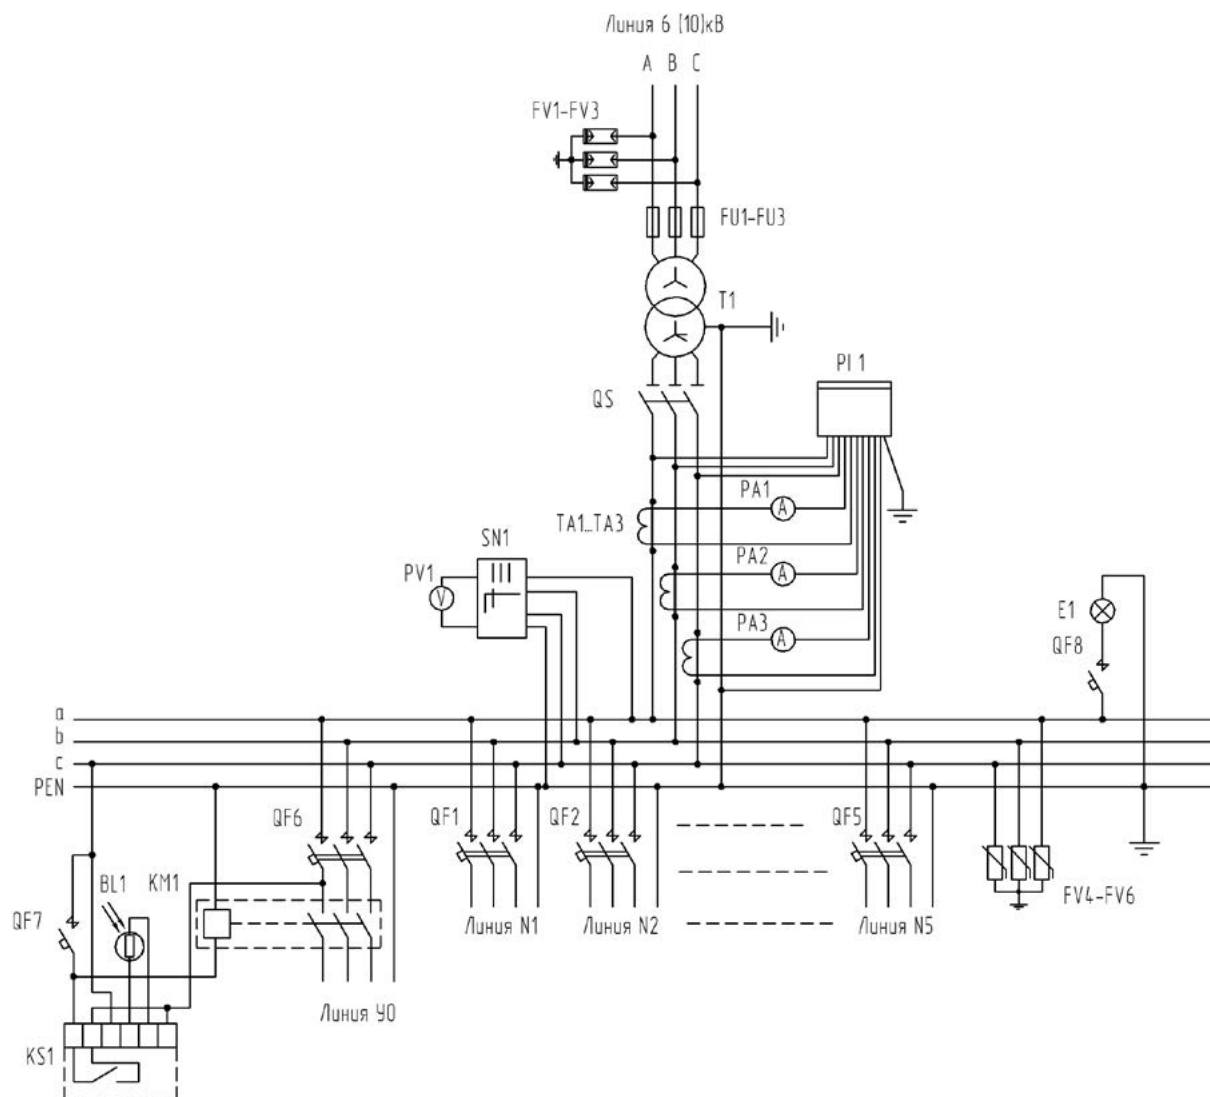 Линия 6 (10)кВ
A B C
FV1-FV3
FU1-FU3
T1
PI 1
QS
PA1
A
TA1...TA3
SN1
PA2
A
PV1
V
PA3
A
E1
QF8
a
b
c
PEN
QF6
QF1
QF2
QF5
BL1
KM1
FV4-FV6
QF7
Линия N1
Линия N2
Линия N5
Линия УО
KS1